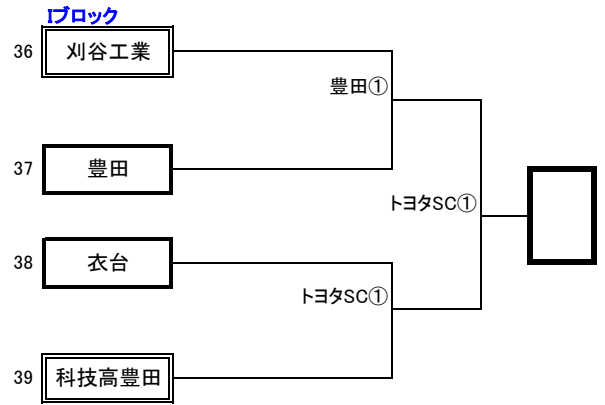 Iブロック
36 刈谷工業
豊田①
37 豊田
トヨタSC①
38 衣台
トヨタSC①
39 科技高豊田